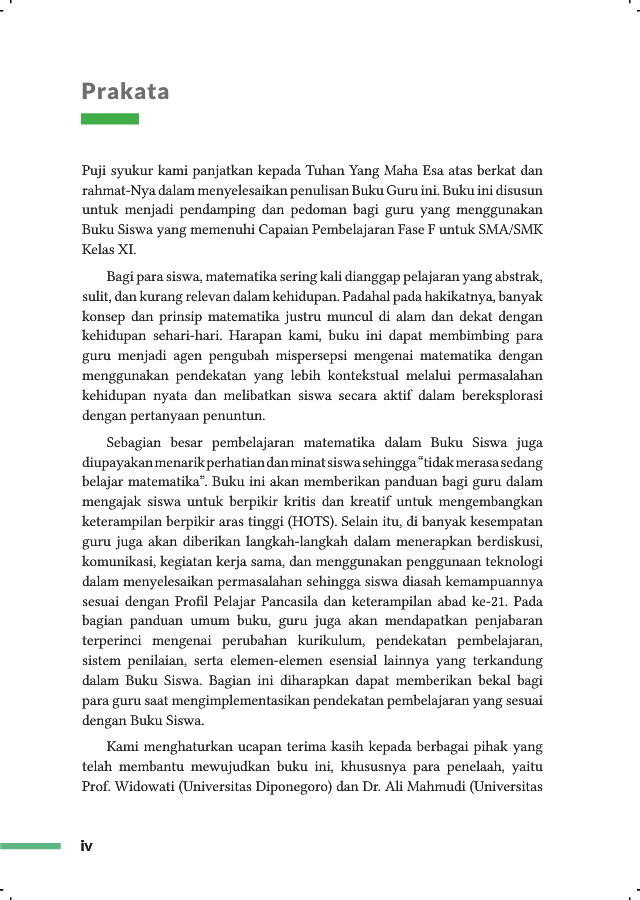 Prakata
Puji syukur kami panjatkan kepada Tuhan Yang Maha Esa atas berkat dan
rahmat-Nya dalam menyelesaikan penulisan Buku Guru ini. Buku ini disusun
untuk menjadi pendamping dan pedoman bagi guru yang menggunakan
Buku Siswa yang memenuhi Capaian Pembelajaran Fase F untuk SMA/SMK
Kelas XI.
Bagi para siswa, matematika sering kali dianggap pelajaran yang abstrak,
sulit, dan kurang relevan dalam kehidupan. Padahal pada hakikatnya, banyak
konsep dan prinsip matematika justru muncul di alam dan dekat dengan
kehidupan sehari-hari. Harapan kami, buku ini dapat membimbing para
guru menjadi agen pengubah mispersepsi mengenai matematika dengan
menggunakan pendekatan yang lebih kontekstual melalui permasalahan
kehidupan nyata dan melibatkan siswa secara aktif dalam bereksplorasi
dengan pertanyaan penuntun.
Sebagian besar pembelajaran matematika dalam Buku Siswa juga
diupayakan menarik perhatian dan minat siswa sehingga “tidak merasa sedang
belajar matematika”. Buku ini akan memberikan panduan bagi guru dalam
mengajak siswa untuk berpikir kritis dan kreatif untuk mengembangkan
keterampilan berpikir aras tinggi (HOTS). Selain itu, di banyak kesempatan
guru juga akan diberikan langkah-langkah dalam menerapkan berdiskusi,
komunikasi, kegiatan kerja sama, dan menggunakan penggunaan teknologi
dalam menyelesaikan permasalahan sehingga siswa diasah kemampuannya
sesuai dengan Profil Pelajar Pancasila dan keterampilan abad ke-21. Pada
bagian panduan umum buku, guru juga akan mendapatkan penjabaran
terperinci mengenai perubahan kurikulum, pendekatan pembelajaran,
sistem penilaian, serta elemen-elemen esensial lainnya yang terkandung
dalam Buku Siswa. Bagian ini diharapkan dapat memberikan bekal bagi
para guru saat mengimplementasikan pendekatan pembelajaran yang sesuai
dengan Buku Siswa.
Kami menghaturkan ucapan terima kasih kepada berbagai pihak yang
telah membantu mewujudkan buku ini, khususnya para penelaah, yaitu
Prof. Widowati (Universitas Diponegoro) dan Dr. Ali Mahmudi (Universitas
iv